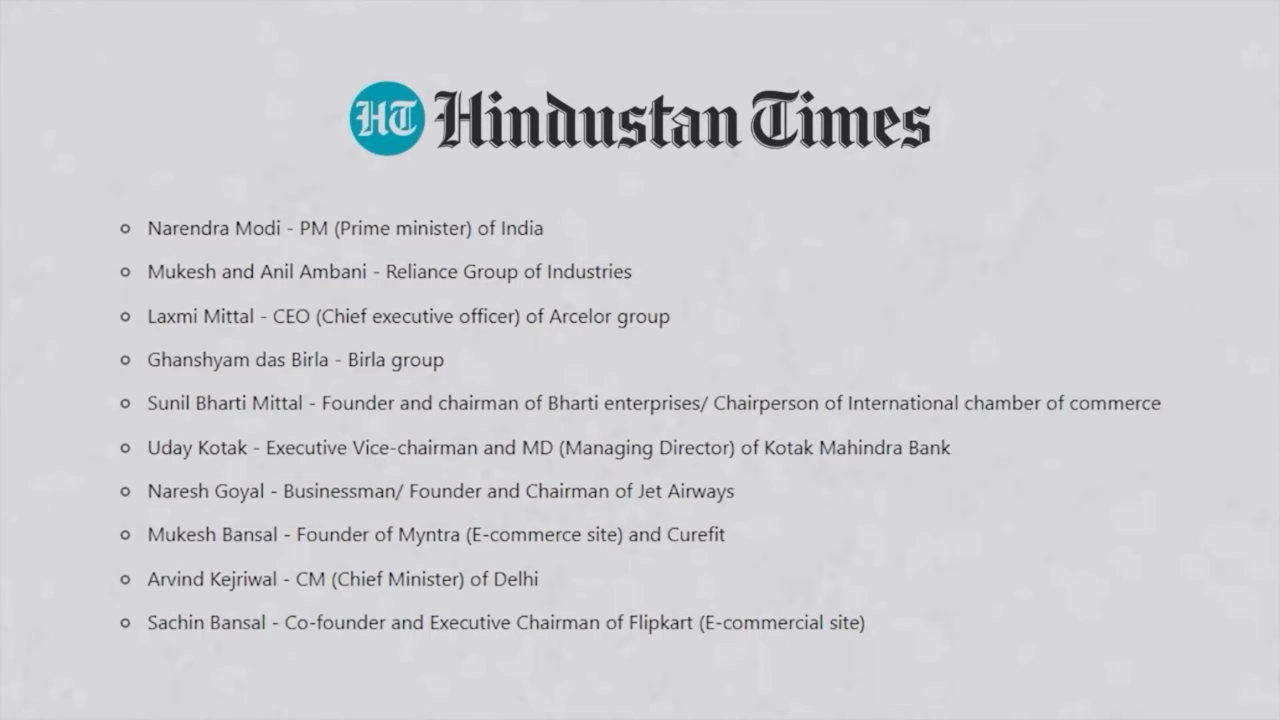 HT Hindustan Times
Narendra Modi - PM (Prime minister) of India
Mukesh and Anil Ambani - Reliance Group of Industries
Laxmi Mittal - CEO (Chief executive officer) of Arcelor group
Ghanshyam das Birla - Birla group
Sunil Bharti Mittal - Founder and chairman of Bharti enterprises/ Chairperson of International chamber of commerce
Uday Kotak - Executive Vice-chairman and MD (Managing Director) of Kotak Mahindra Bank
Naresh Goyal - Businessman/ Founder and Chairman of Jet Airways
Mukesh Bansal - Founder of Myntra (E-commerce site) and Curefit
Arvind Kejriwal - CM (Chief Minister) of Delhi
Sachin Bansal - Co-founder and Executive Chairman of Flipkart (E-commercial site)